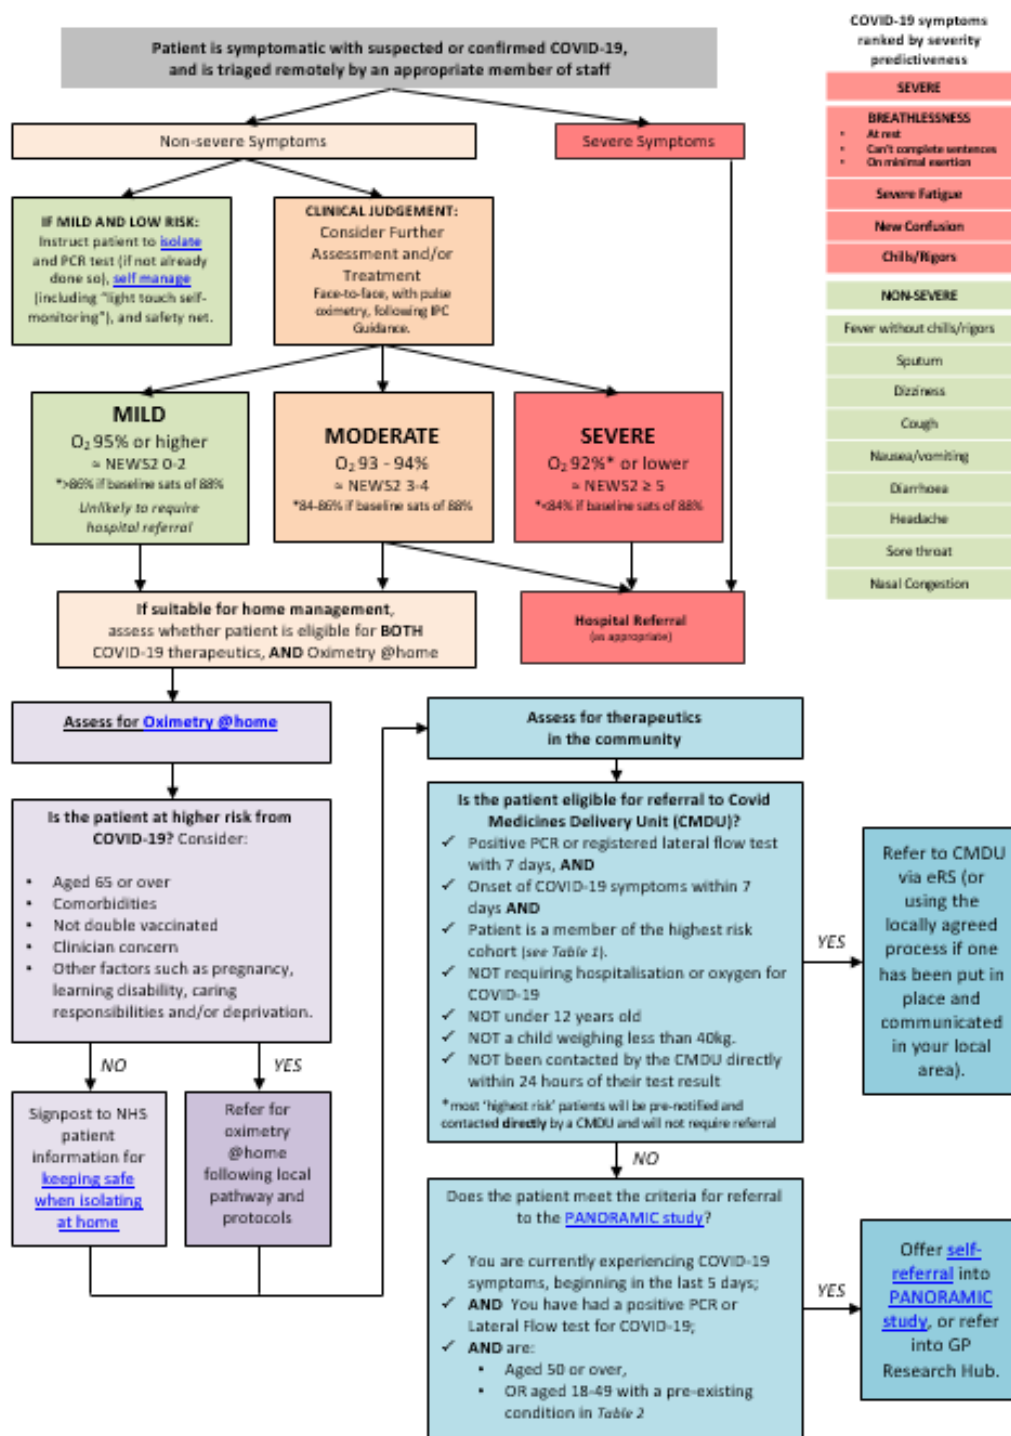 Patient is symptomatic with suspected or confirmed COVID-19,
and is triaged remotely by an appropriate member of staff
Non-severe Symptoms
Severe Symptoms
IF MILD AND LOW RISK:
Instruct patient to isolate
and PCR test (if not already
done so), self manage
(including "light touch self-
monitoring"), and safety net.
CLINICAL JUDGEMENT:
Consider Further
Assessment and/or
Treatment
Face-to-face, with pulse
oximetry, following IPC
Guidance.
MILD
O₂ 95% or higher
≈ NEWS2 0-2
*>86% if baseline sats of 88%
Unlikely to require
hospital referral
MODERATE
O₂ 93 - 94%
≈ NEWS2 3-4
*84-86% if baseline sats of 88%
SEVERE
O₂ 92%* or lower
≈ NEWS2 ≥ 5
*<84% if baseline sats of 88%
If suitable for home management,
assess whether patient is eligible for BOTH
COVID-19 therapeutics, AND Oximetry @home
Hospital Referral
(as appropriate)
COVID-19 symptoms
ranked by severity
predictiveness
SEVERE
BREATHLESSNESS
• At rest
• Can't complete sentences
• On minimal exertion
Severe Fatigue
New Confusion
Chills/Rigors
NON-SEVERE
Fever without chills/rigors
Sputum
Dizziness
Cough
Nausea/vomiting
Diarrhoea
Headache
Sore throat
Nasal Congestion
Assess for Oximetry @home
Is the patient at higher risk from
COVID-19? Consider:
• Aged 65 or over
• Comorbidities
• Not double vaccinated
• Clinician concern
• Other factors such as pregnancy,
learning disability, caring
responsibilities and/or deprivation.
NO
YES
Signpost to NHS
patient
information for
keeping safe
when isolating
at home
Refer for
oximetry
@home
following local
pathway and
protocols
Assess for therapeutics
in the community
Is the patient eligible for referral to Covid
Medicines Delivery Unit (CMDU)?
✓ Positive PCR or registered lateral flow test
with 7 days, AND
✓ Onset of COVID-19 symptoms within 7
days AND
✓ Patient is a member of the highest risk
cohort (see Table 1).
✓ NOT requiring hospitalisation or oxygen for
COVID-19
✓ NOT under 12 years old
✓ NOT a child weighing less than 40kg.
✓ NOT been contacted by the CMDU directly
within 24 hours of their test result
*most 'highest risk' patients will be pre-notified and
contacted directly by a CMDU and will not require referral
YES
Refer to CMDU
via eRS (or
using the
locally agreed
process if one
has been put in
place and
communicated
in your local
area).
NO
Does the patient meet the criteria for referral
to the PANORAMIC study?
✓ You are currently experiencing COVID-19
symptoms, beginning in the last 5 days;
✓ AND You have had a positive PCR or
Lateral Flow test for COVID-19;
✓ AND are:
• Aged 50 or over,
• OR aged 18-49 with a pre-existing
condition in Table 2
YES
Offer self-
referral into
PANORAMIC
study, or refer
into GP
Research Hub.